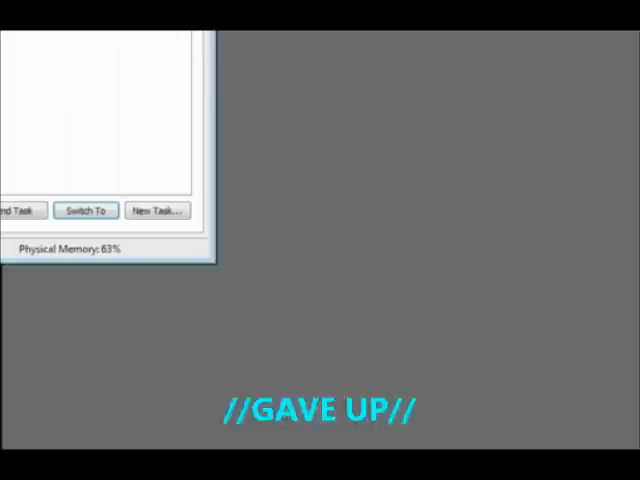 nd Task
Switch To
New Task...
Physical Memory: 63%
//GAVE UP//